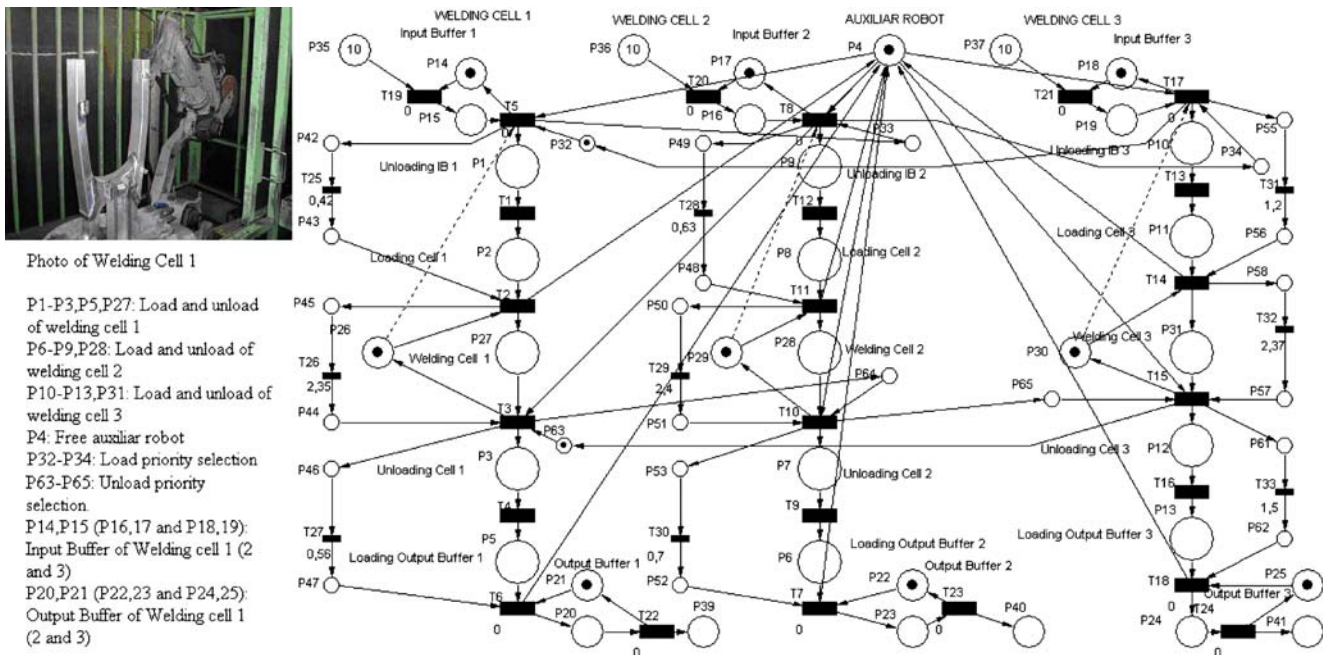 WELDING CELL 1
WELDING CELL 2
AUXILIAR ROBOT
WELDING CELL 3
P35
10
Input Buffer 1
P36
10
Input Buffer 2
P4
P37
10
Input Buffer 3
P14
P17
P18
T19
0
P15
T5
0
T20
0
P16
T8
0
T21
0
P19
T17
0
P42
P32
P49
P33
P55
P1
Unloading IB 1
P9
Unloading IB 2
P10
Unloading IB 3
P34
T25
0,42
T1
T28
0,63
T12
T13
T31
1,2
P43
P2
Loading Cell 1
P48
P8
Loading Cell 2
P11
Loading Cell 3
P56
P45
T2
P50
T11
T14
P58
P26
P27
Welding Cell 1
P29
P28
Welding Cell 2
P30
P31
Welding Cell 3
T26
2,35
T29
2,4
P64
P65
T15
T32
2,37
P44
T3
P63
P51
T10
P57
P46
P3
Unloading Cell 1
P53
P7
Unloading Cell 2
P12
Unloading Cell 3
P61
T27
0,56
T4
T30
0,7
T9
T16
T33
1,5
P47
P5
Loading Output Buffer 1
P52
P6
Loading Output Buffer 2
P13
Loading Output Buffer 3
P62
T6
0
P21
Output Buffer 1
T7
0
P22
Output Buffer 2
T18
0
P25
Output Buffer 3
P20
T22
0
P39
P23
T23
0
P40
P24
T24
0
P41
Photo of Welding Cell 1
P1-P3,P5,P27: Load and unload
of welding cell 1
P6-P9,P28: Load and unload of
welding cell 2
P10-P13,P31: Load and unload of
welding cell 3
P4: Free auxiliar robot
P32-P34: Load priority selection
P63-P65: Unload priority
selection.
P14,P15 (P16,17 and P18,19):
Input Buffer of Welding cell 1 (2
and 3)
P20,P21 (P22,23 and P24,25):
Output Buffer of Welding cell 1
(2 and 3)